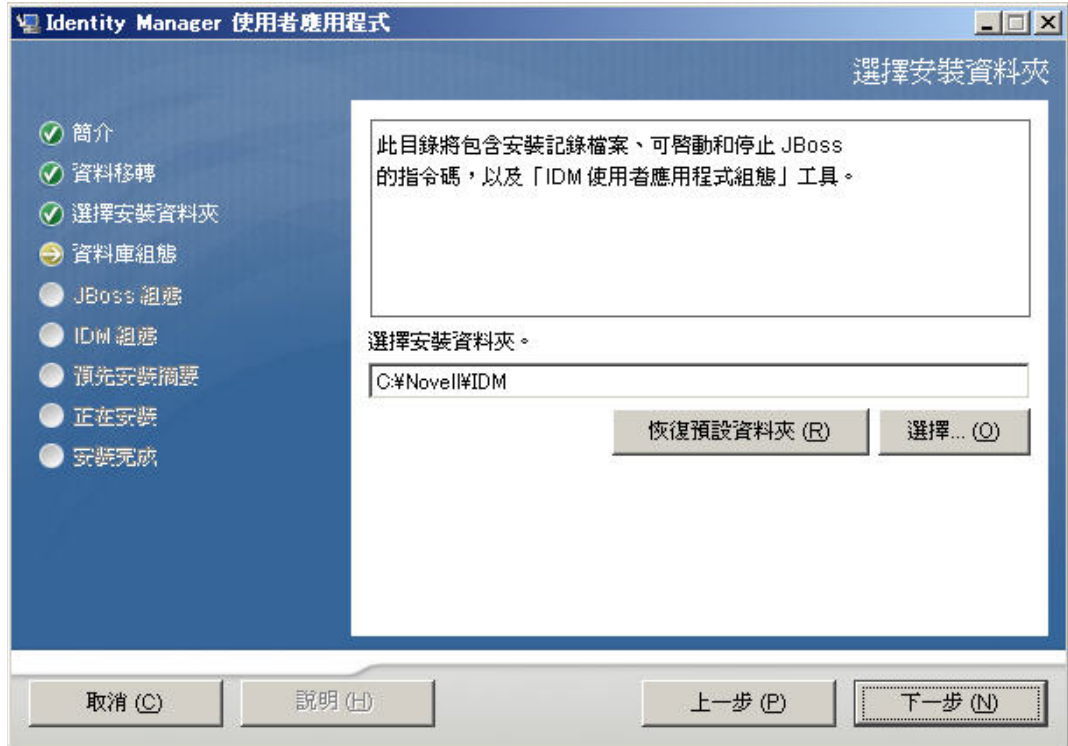 Identity Manager 使用者應用程式
選擇安裝資料夾
簡介
資料移轉
選擇安裝資料夾
資料庫組態
JBoss 組態
IDM 組態
預先安裝摘要
正在安裝
安裝完成
此目錄將包含安裝記錄檔案、可啓動和停止 JBoss
的指令碼，以及「IDM 使用者應用程式組態」工具。
選擇安裝資料夾。
C:¥Novell¥IDM
恢復預設資料夾 (R)
選擇... (O)
取消 (C)
說明 (H)
上一步 (P)
下一步 (N)